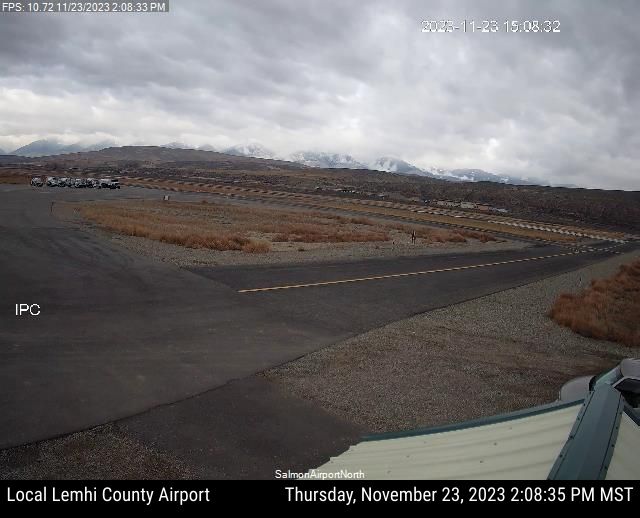 FPS: 10.72 11/23/2023 2:08:33 PM
2023-11-23 15:08:32
IPC
SalmonAirportNorth
Local Lemhi County Airport Thursday, November 23, 2023 2:08:35 PM MST